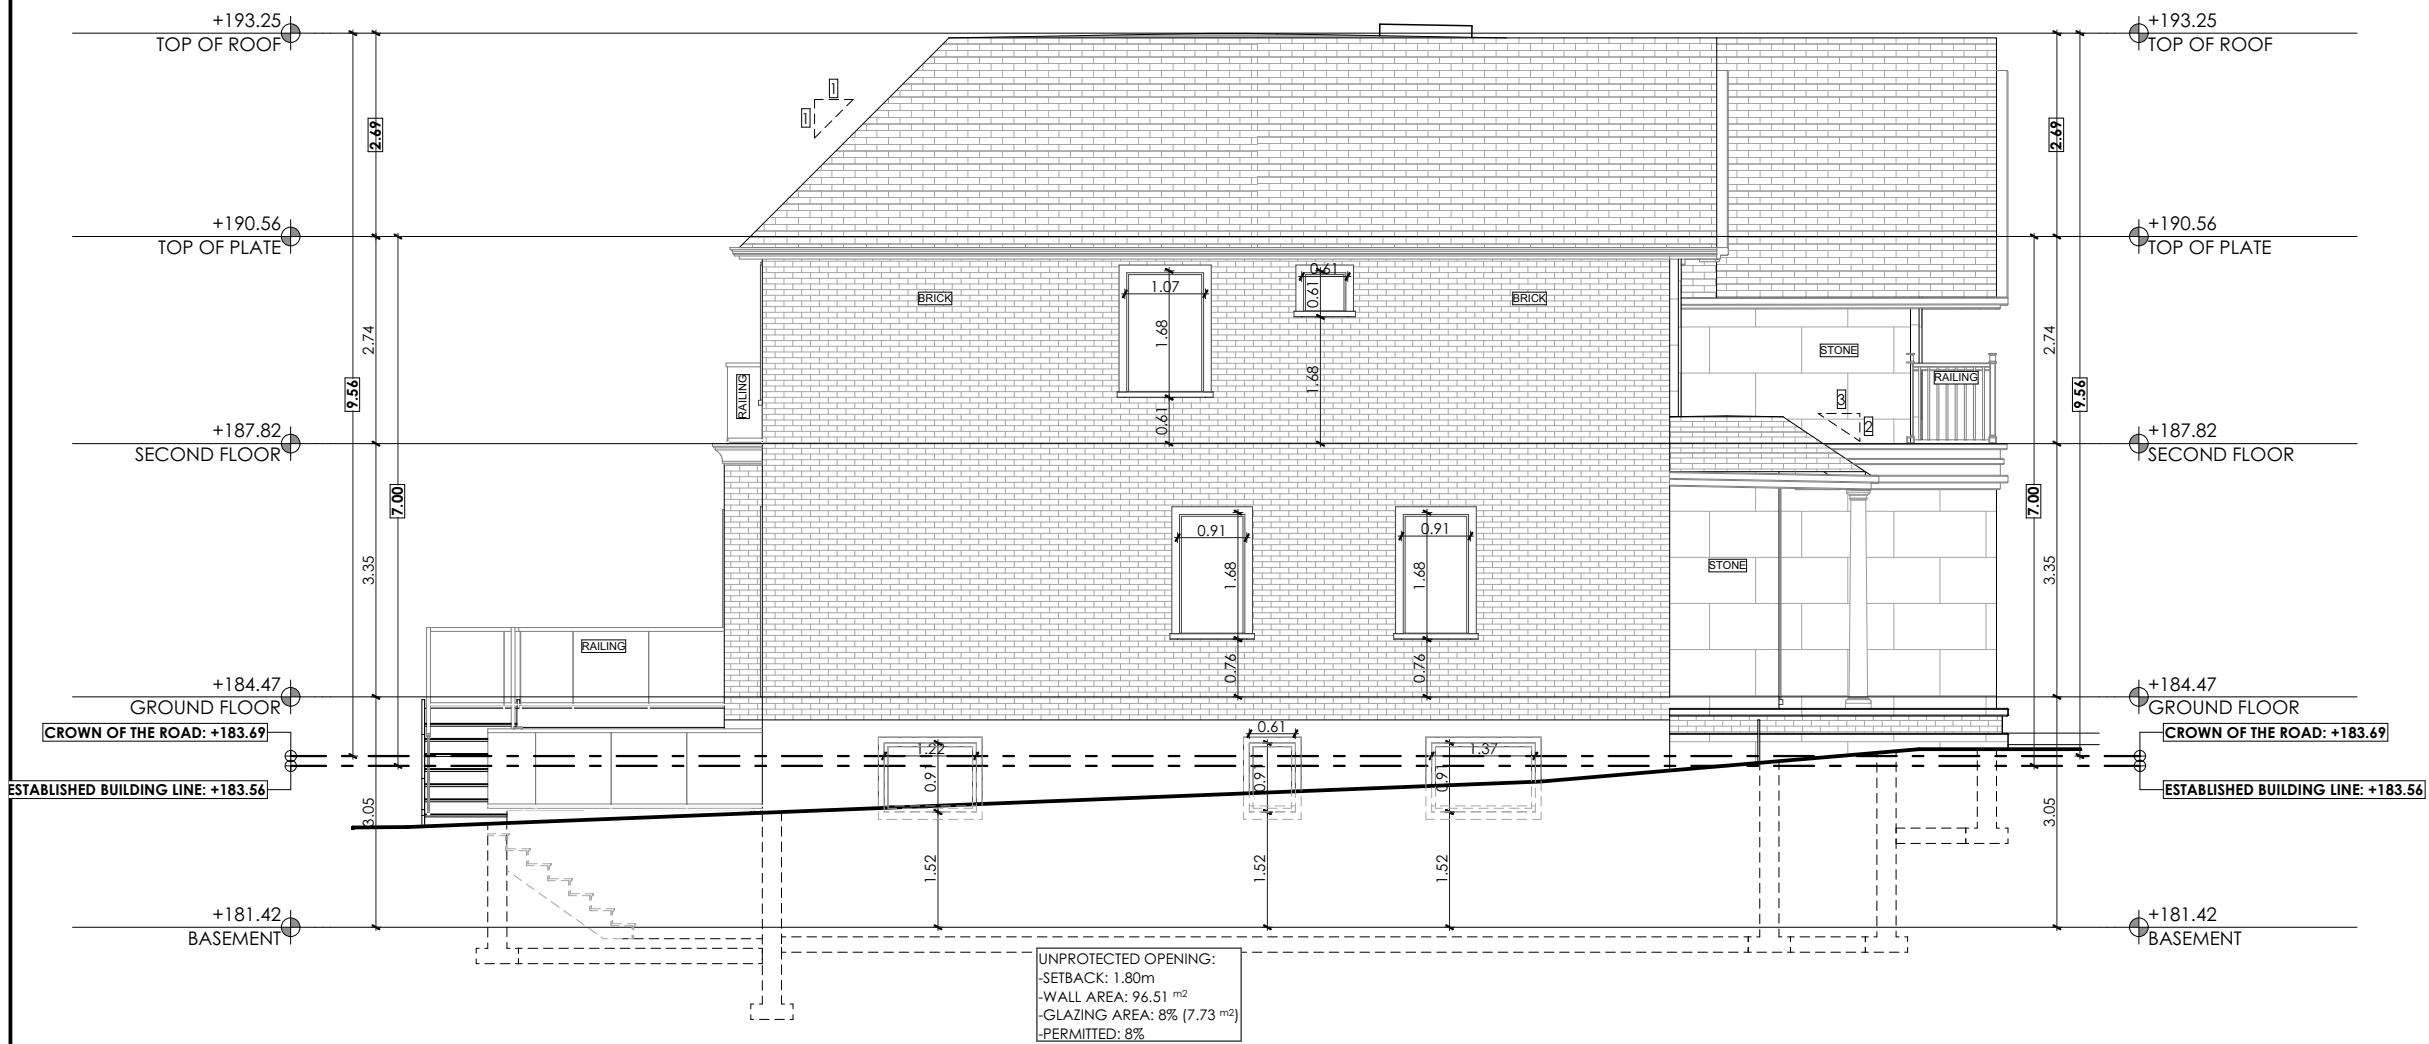 +193.25
TOP OF ROOF
+193.25
TOP OF ROOF
1
1
2.69
2.69
+190.56
TOP OF PLATE
+190.56
TOP OF PLATE
BRICK
1.07
1.68
0.61
0.61
0.61
1.68
BRICK
2.74
9.56
RAILING
STONE
RAILING
3
2
2.74
9.56
+187.82
SECOND FLOOR
+187.82
SECOND FLOOR
7.00
7.00
3.35
0.91
1.68
0.76
0.91
1.68
0.76
STONE
3.35
RAILING
+184.47
GROUND FLOOR
+184.47
GROUND FLOOR
CROWN OF THE ROAD: +183.69
CROWN OF THE ROAD: +183.69
0.61
1.22
0.91
0.91
1.37
0.91
ESTABLISHED BUILDING LINE: +183.56
ESTABLISHED BUILDING LINE: +183.56
3.05
3.05
1.52
1.52
1.52
+181.42
BASEMENT
+181.42
BASEMENT
UNPROTECTED OPENING:
-SETBACK: 1.80m
-WALL AREA: 96.51 m2
-GLAZING AREA: 8% (7.73 m2)
-PERMITTED: 8%